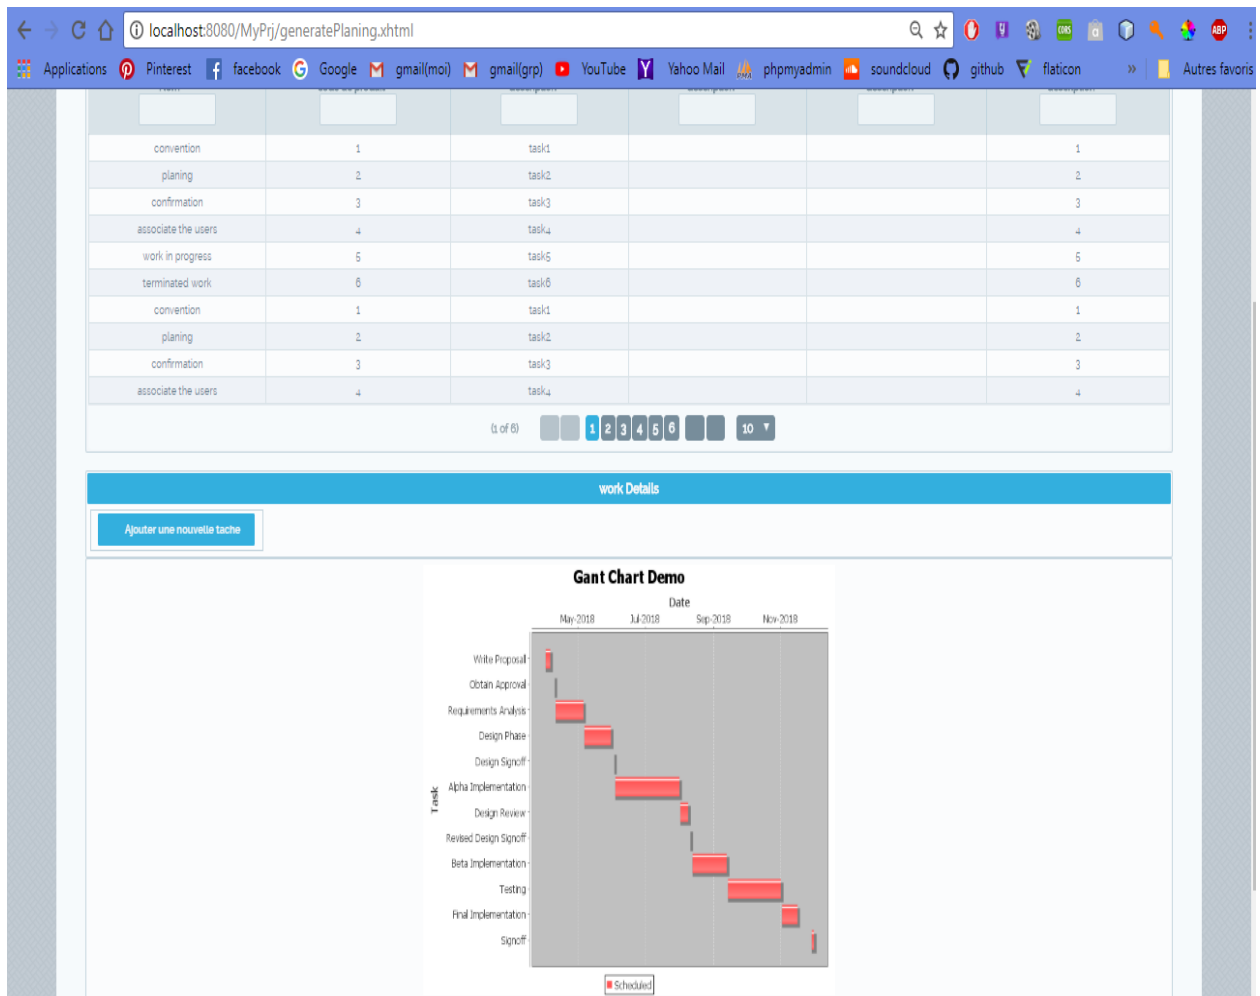 localhost:8080/MyPrj/generatePlaning.xhtml
Applications Pinterest facebook Google gmail(moi) gmail(grp) YouTube Yahoo Mail phpmyadmin soundcloud github flaticon » Autres favoris
convention 1 task1 1
planing 2 task2 2
confirmation 3 task3 3
associate the users 4 task4 4
work in progress 5 task5 5
terminated work 6 task6 6
convention 1 task1 1
planing 2 task2 2
confirmation 3 task3 3
associate the users 4 task4 4
(1 of 6) 1 2 3 4 5 6 10
work Details
Ajouter une nouvelle tache
Gant Chart Demo
Date
May-2018 Jul-2018 Sep-2018 Nov-2018
Task
Write Proposal
Obtain Approval
Requirements Analysis
Design Phase
Design Signoff
Alpha Implementation
Design Review
Revised Design Signoff
Beta Implementation
Testing
Final Implementation
Signoff
Scheduled